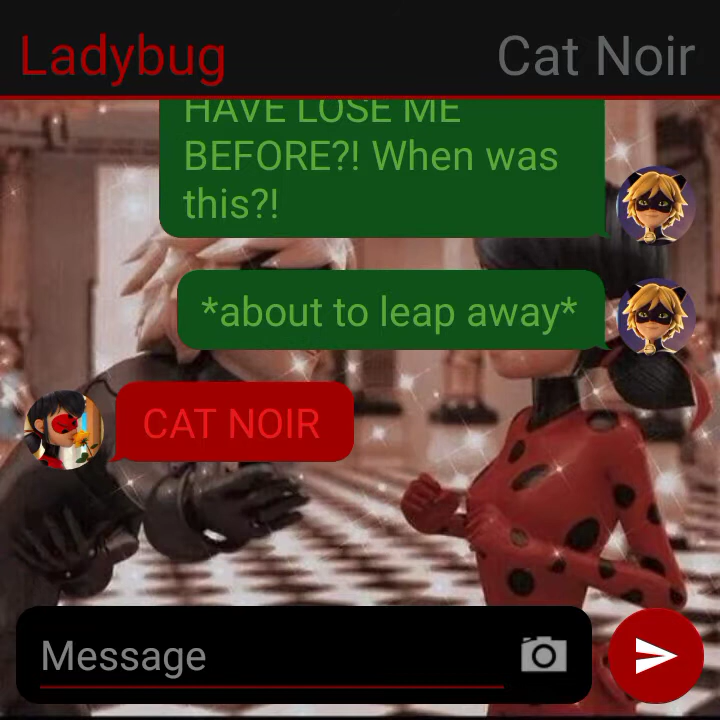 Ladybug
Cat Noir
HAVE LOSE ME
BEFORE?! When was
this?!
*about to leap away*
CAT NOIR
Message